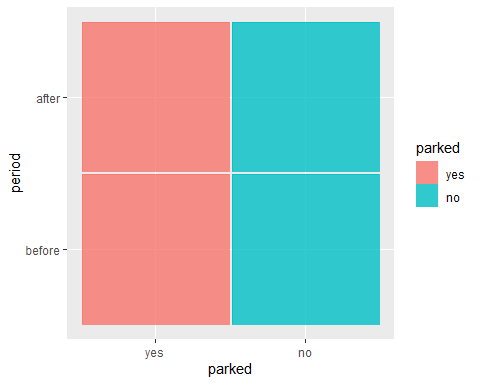 after
before
period
yes
no
parked
parked
yes
no